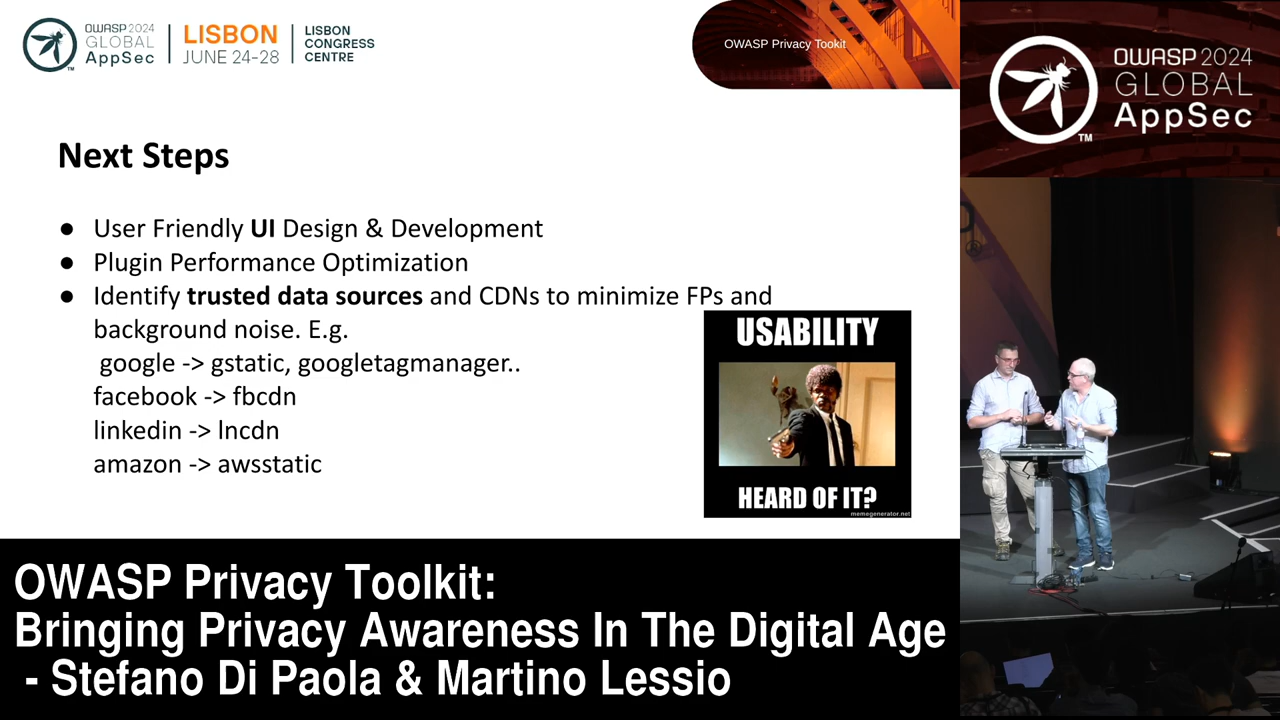 OWASP 2024
GLOBAL
AppSec
TM
LISBON
JUNE 24-28
LISBON
CONGRESS
CENTRE
OWASP Privacy Tookit
OWASP 2024
GLOBAL
AppSec
TM
Next Steps
● User Friendly UI Design & Development
● Plugin Performance Optimization
● Identify trusted data sources and CDNs to minimize FPs and
background noise. E.g.
google -> gstatic, googletagmanager..
facebook -> fbcdn
linkedin -> lncdn
amazon -> awsstatic
USABILITY
HEARD OF IT?
memegenerator.net
OWASP Privacy Toolkit:
Bringing Privacy Awareness In The Digital Age
- Stefano Di Paola & Martino Lessio